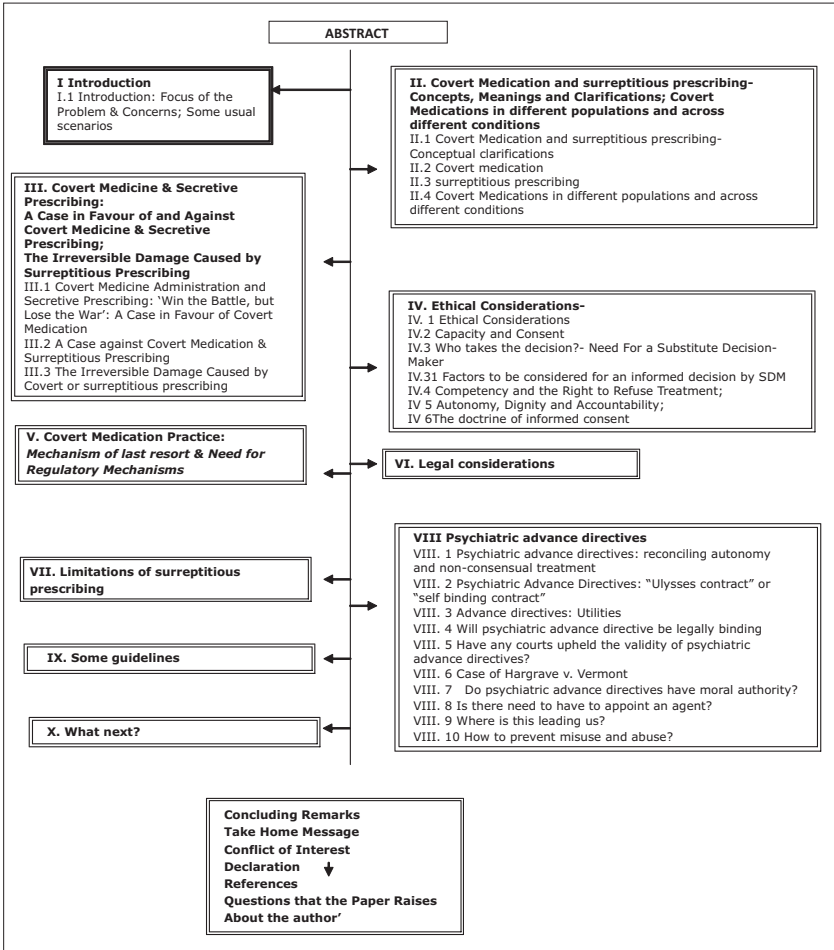 ABSTRACT
I Introduction
I.1 Introduction: Focus of the
Problem & Concerns; Some usual
scenarios
II. Covert Medication and surreptitious prescribing-
Concepts, Meanings and Clarifications; Covert
Medications in different populations and across
different conditions
II.1 Covert Medication and surreptitious prescribing-
Conceptual clarifications
II.2 Covert medication
II.3 surreptitious prescribing
II.4 Covert Medications in different populations and across
different conditions
III. Covert Medicine & Secretive
Prescribing:
A Case in Favour of and Against
Covert Medicine & Secretive
Prescribing;
The Irreversible Damage Caused by
Surreptitious Prescribing
III.1 Covert Medicine Administration and
Secretive Prescribing: ‘Win the Battle, but
Lose the War’: A Case in Favour of Covert
Medication
III.2 A Case against Covert Medication &
Surreptitious Prescribing
III.3 The Irreversible Damage Caused by
Covert or surreptitious prescribing
IV. Ethical Considerations-
IV. 1 Ethical Considerations
IV.2 Capacity and Consent
IV.3 Who takes the decision?- Need For a Substitute Decision-
Maker
IV.31 Factors to be considered for an informed decision by SDM
IV.4 Competency and the Right to Refuse Treatment;
IV 5 Autonomy, Dignity and Accountability;
IV 6The doctrine of informed consent
V. Covert Medication Practice:
Mechanism of last resort & Need for
Regulatory Mechanisms
VI. Legal considerations
VII. Limitations of surreptitious
prescribing
VIII Psychiatric advance directives
VIII. 1 Psychiatric advance directives: reconciling autonomy
and non-consensual treatment
VIII. 2 Psychiatric Advance Directives: “Ulysses contract” or
“self binding contract”
VIII. 3 Advance directives: Utilities
VIII. 4 Will psychiatric advance directive be legally binding
VIII. 5 Have any courts upheld the validity of psychiatric
advance directives?
VIII. 6 Case of Hargrave v. Vermont
VIII. 7 Do psychiatric advance directives have moral authority?
VIII. 8 Is there need to have to appoint an agent?
VIII. 9 Where is this leading us?
VIII. 10 How to prevent misuse and abuse?
IX. Some guidelines
X. What next?
Concluding Remarks
Take Home Message
Conflict of Interest
Declaration
References
Questions that the Paper Raises
About the author’